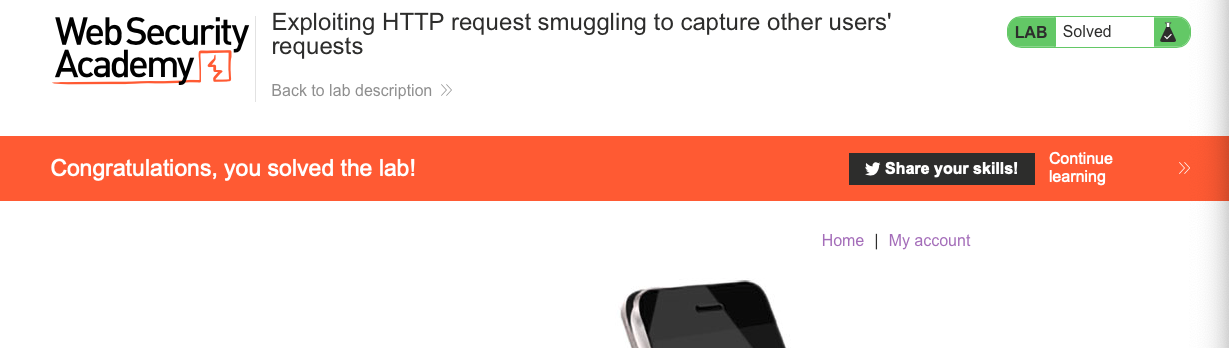 Web Security
Academy
Exploiting HTTP request smuggling to capture other users'
requests
Back to lab description
LAB Solved
Congratulations, you solved the lab!
Share your skills!
Continue
learning
Home | My account